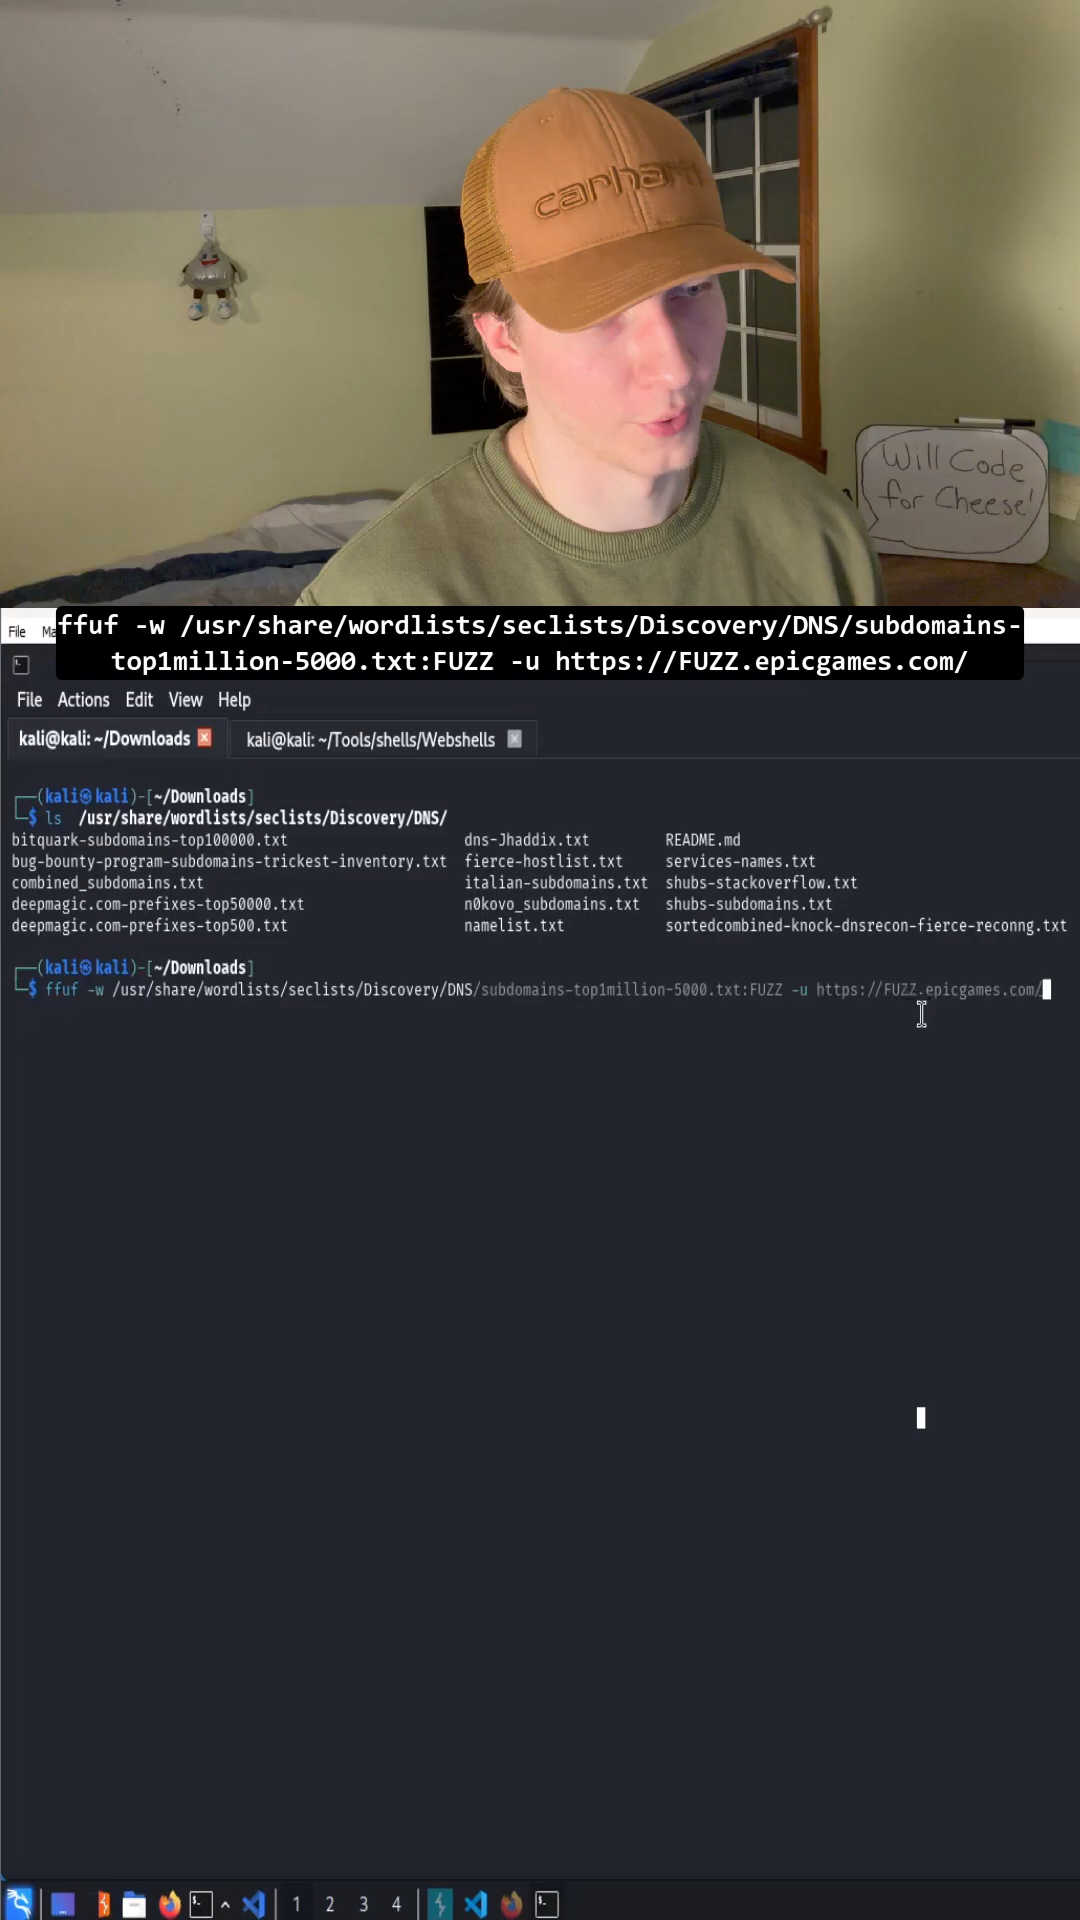 carhartt
Will Code
for Cheese!
ffuf -w /usr/share/wordlists/seclists/Discovery/DNS/subdomains-
top1million-5000.txt:FUZZ -u https://FUZZ.epicgames.com/
File Ma
File Actions Edit View Help
kali@kali: ~/Downloads kali@kali: ~/Tools/shells/Webshells
┌──(kali㉿kali)-[~/Downloads]
└─$ ls /usr/share/wordlists/seclists/Discovery/DNS/
bitquark-subdomains-top100000.txt dns-Jhaddix.txt README.md
bug-bounty-program-subdomains-trickest-inventory.txt fierce-hostlist.txt services-names.txt
combined_subdomains.txt italian-subdomains.txt shubs-stackoverflow.txt
deepmagic.com-prefixes-top50000.txt n0kovo_subdomains.txt shubs-subdomains.txt
deepmagic.com-prefixes-top500.txt namelist.txt sortedcombined-knock-dnsrecon-fierce-reconng.txt
┌──(kali㉿kali)-[~/Downloads]
└─$ ffuf -w /usr/share/wordlists/seclists/Discovery/DNS/subdomains-top1million-5000.txt:FUZZ -u https://FUZZ.epicgames.com/
1 2 3 4